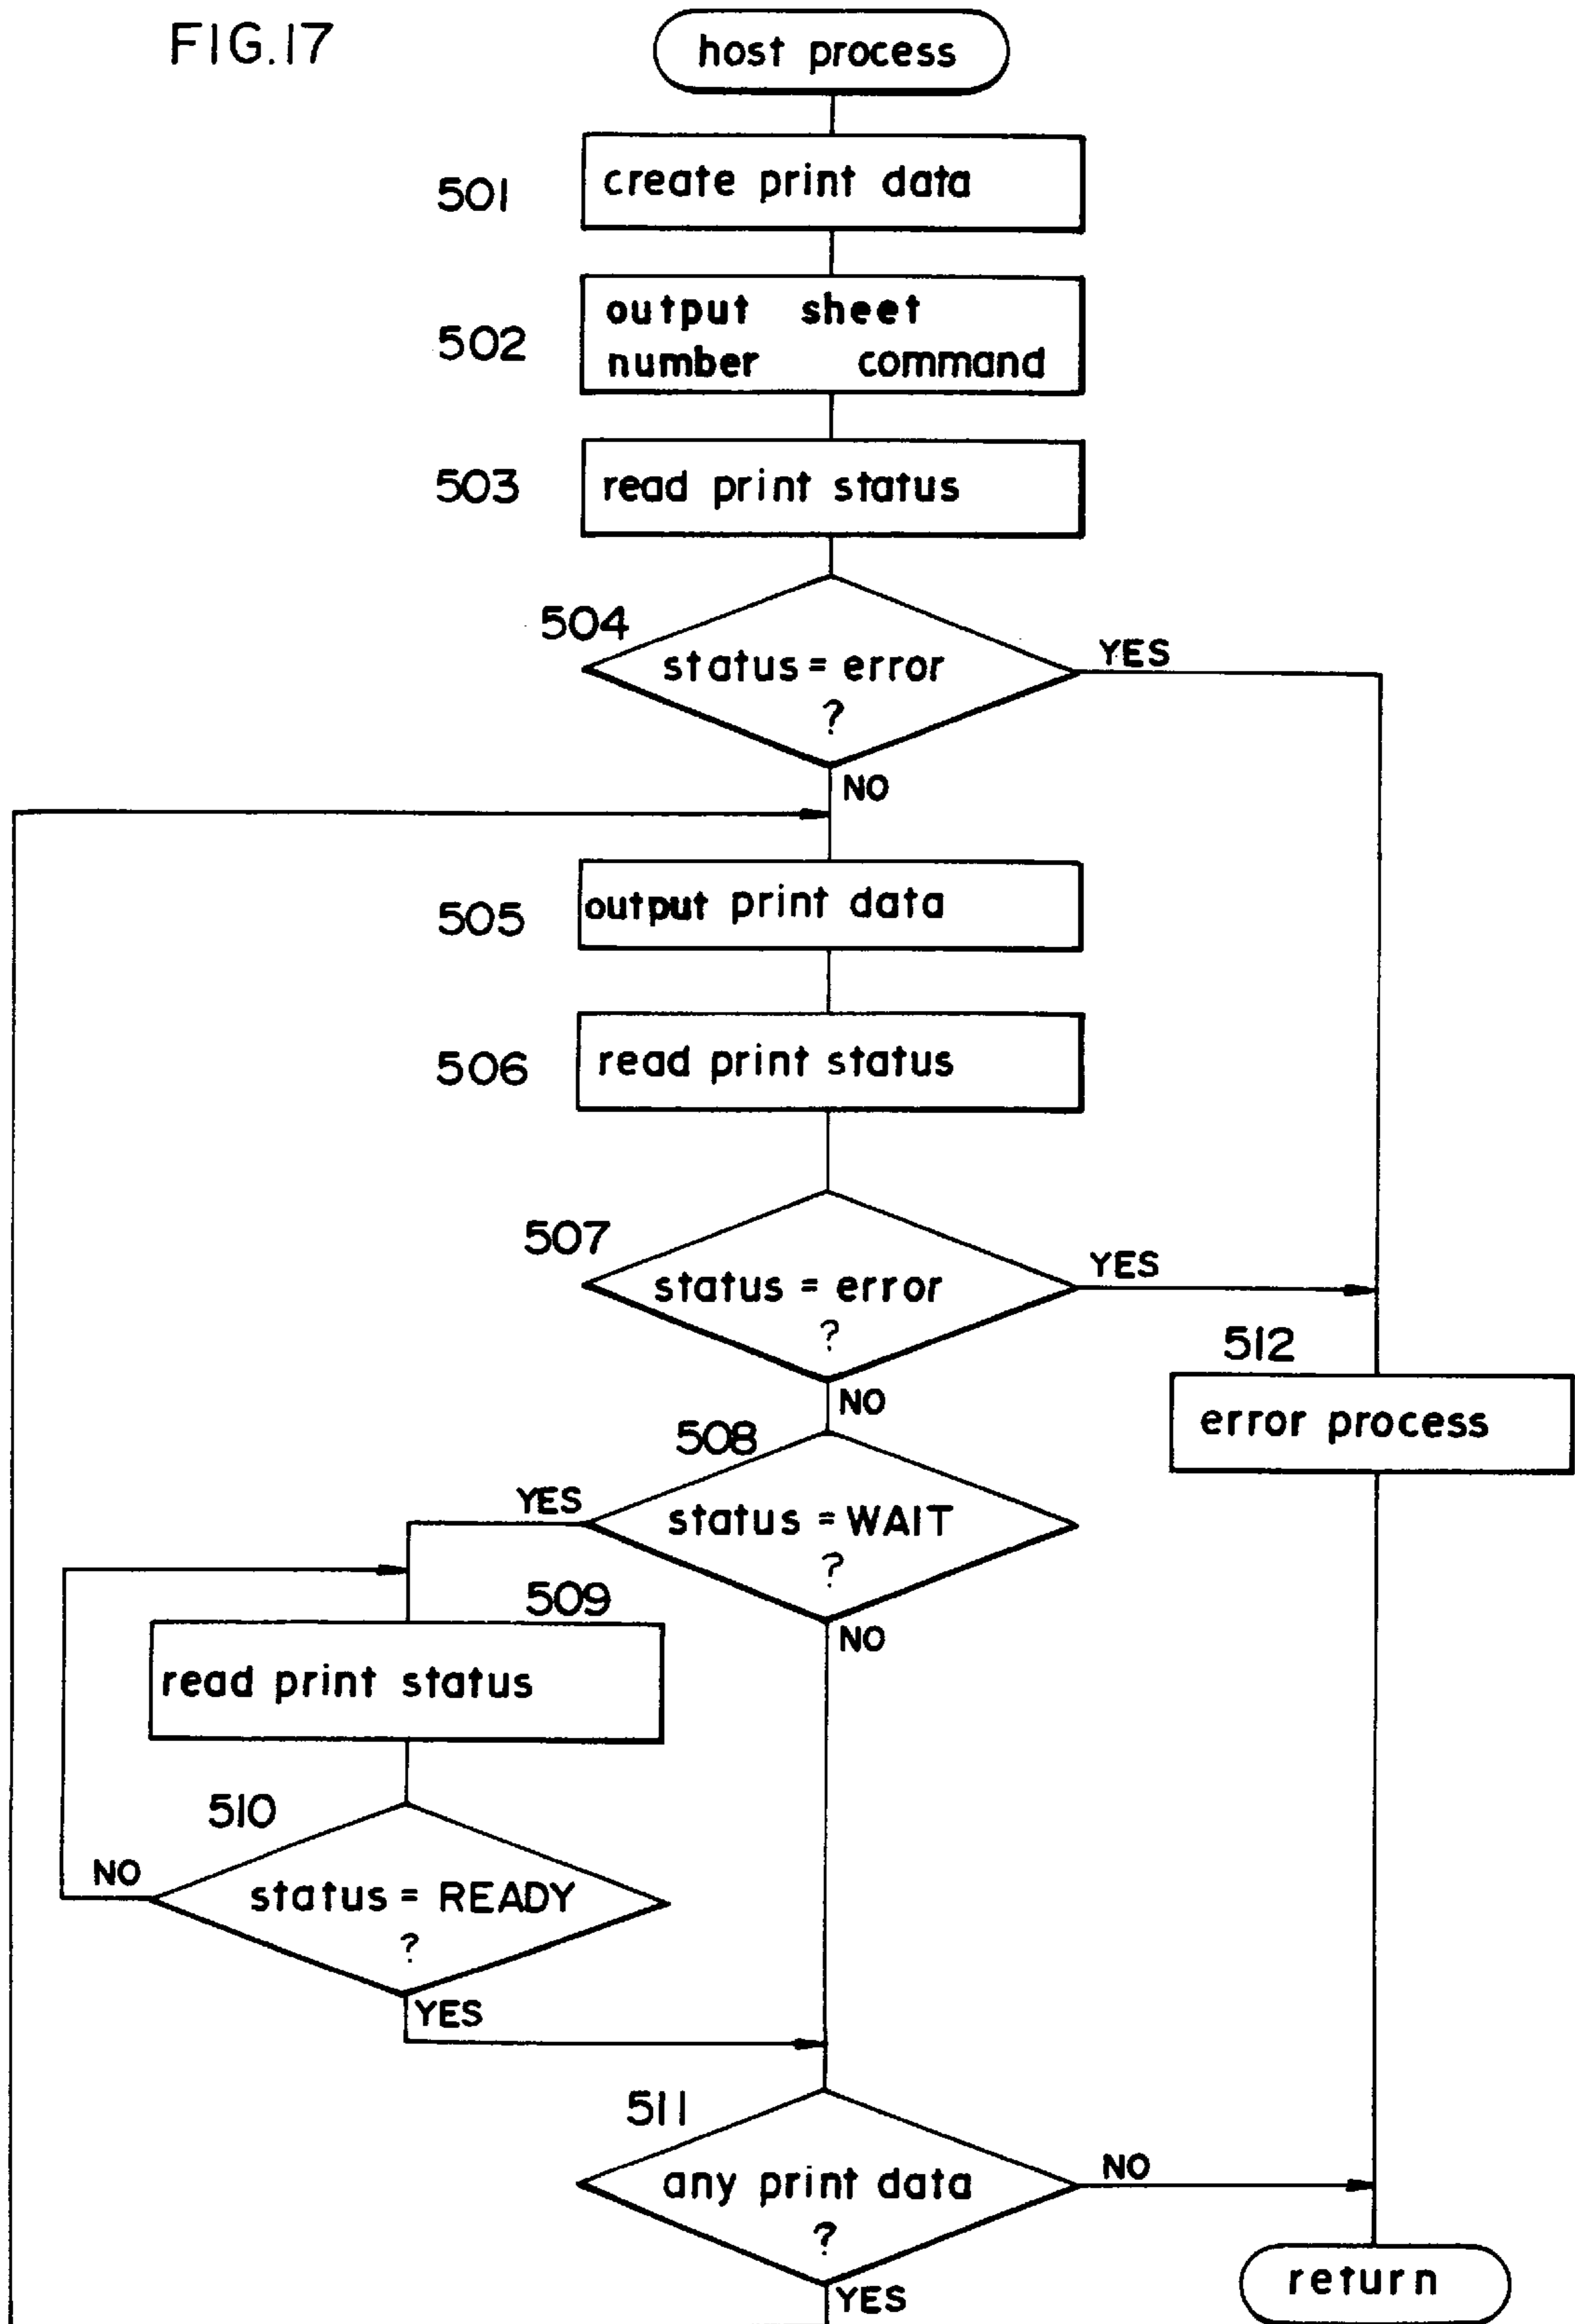 FIG.17
host process
501
create print data
502
output sheet
number command
503
read print status
504
status = error
?
YES
NO
505
output print data
506
read print status
507
status = error
?
YES
NO
512
error process
508
status = WAIT
?
YES
NO
509
read print status
510
status = READY
?
NO
YES
511
any print data
?
NO
YES
return